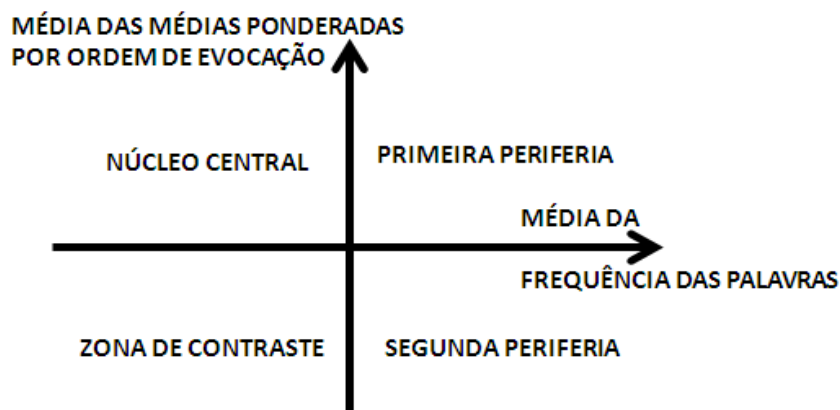 MÉDIA DAS MÉDIAS PONDERADAS
POR ORDEM DE EVOCAÇÃO
NÚCLEO CENTRAL
PRIMEIRA PERIFERIA
MÉDIA DA
FREQUÊNCIA DAS PALAVRAS
ZONA DE CONTRASTE
SEGUNDA PERIFERIA